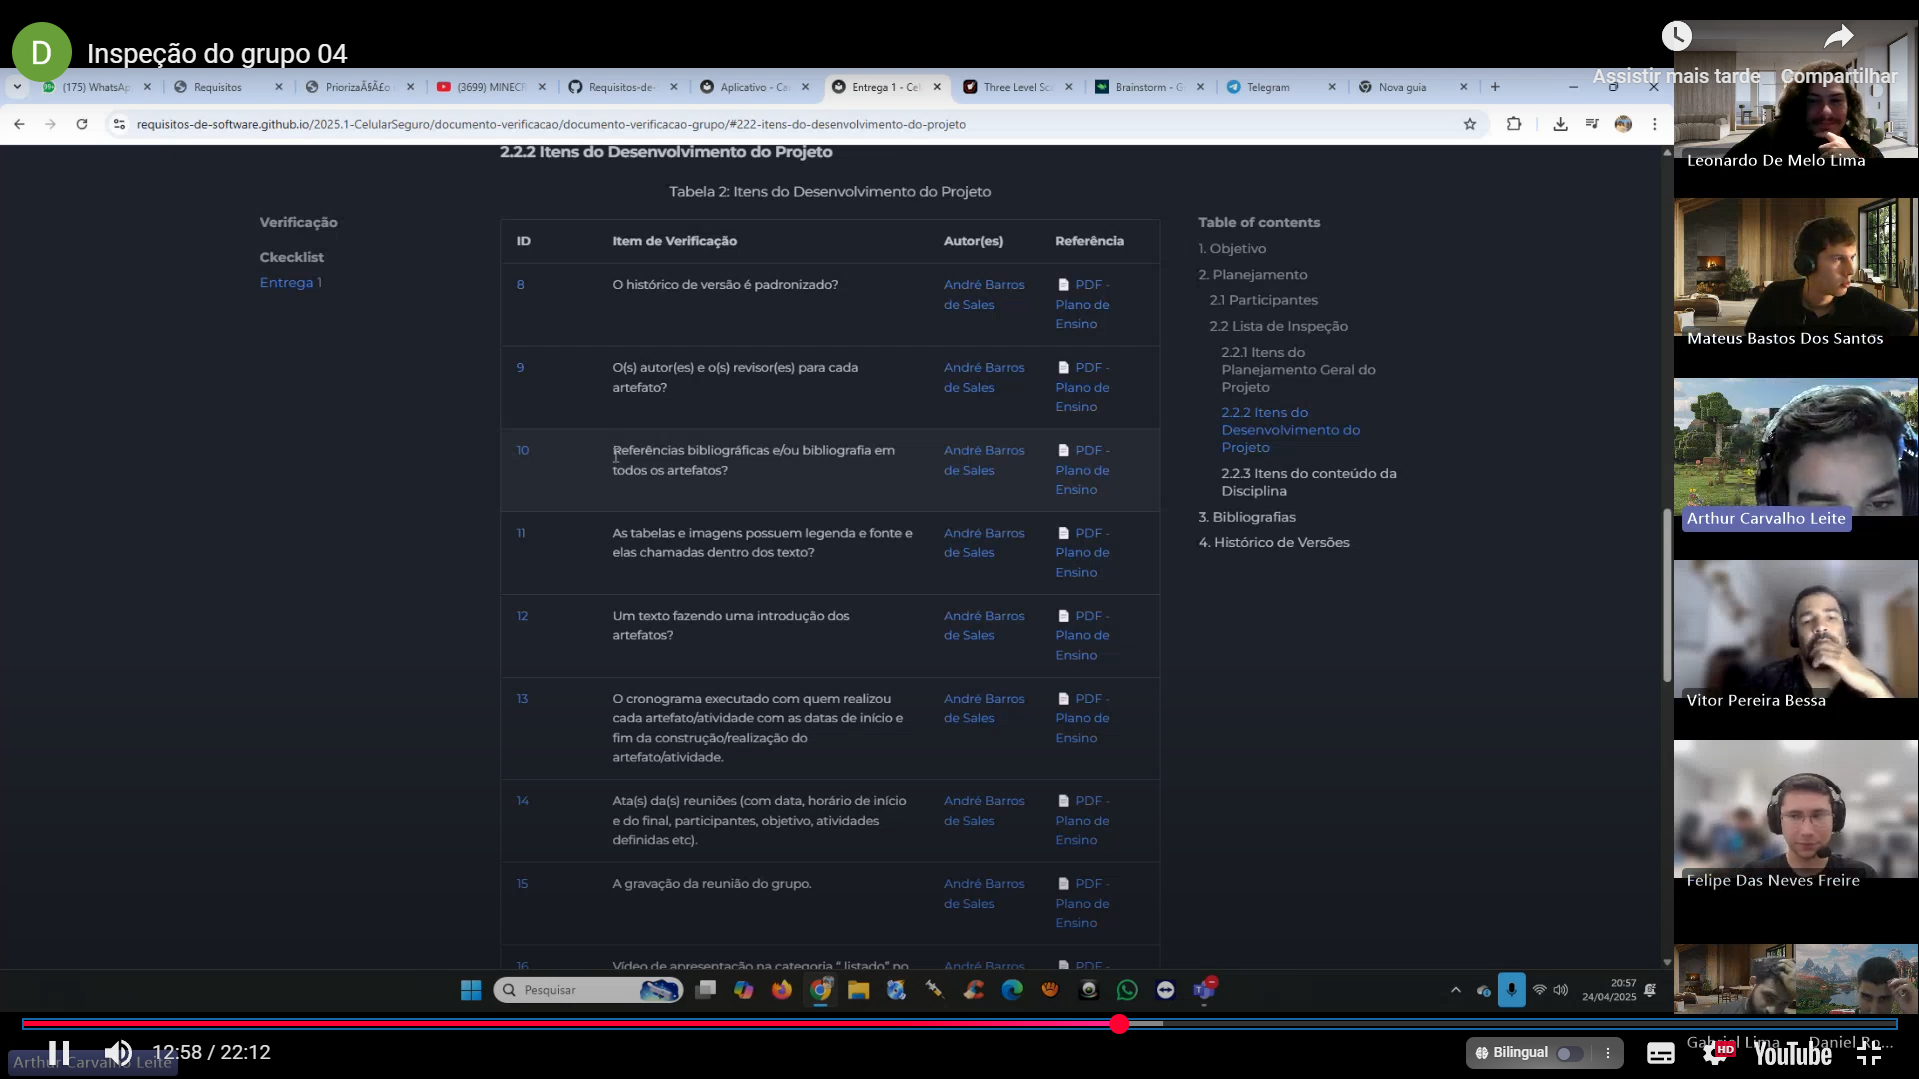 D
Inspeção do grupo 04
Assistir mais tarde
Compartilhar
(175) WhatsAp
Requisitos
PriorizaÃ§Ã£o
(3699) MINECR
Requisitos-de-
Aplicativo - Ca
Entrega 1 - Cel
Three Level Sc
Brainstorm - G
Telegram
Nova guia
requisitos-de-software.github.io/2025.1-CelularSeguro/documento-verificacao/documento-verificacao-grupo/#222-itens-do-desenvolvimento-do-projeto
Verificação
Ckecklist
Entrega 1
2.2.2 Itens do Desenvolvimento do Projeto
Tabela 2: Itens do Desenvolvimento do Projeto
ID Item de Verificação Autor(es) Referência
8 O histórico de versão é padronizado? André Barros PDF -
de Sales Plano de
Ensino
9 O(s) autor(es) e o(s) revisor(es) para cada André Barros PDF -
artefato? de Sales Plano de
Ensino
10 Referências bibliográficas e/ou bibliografia em André Barros PDF -
todos os artefatos? de Sales Plano de
Ensino
11 As tabelas e imagens possuem legenda e fonte e André Barros PDF -
elas chamadas dentro dos texto? de Sales Plano de
Ensino
12 Um texto fazendo uma introdução dos André Barros PDF -
artefatos? de Sales Plano de
Ensino
13 O cronograma executado com quem realizou André Barros PDF -
cada artefato/atividade com as datas de início e de Sales Plano de
fim da construção/realização do Ensino
artefato/atividade.
14 Ata(s) da(s) reuniões (com data, horário de início André Barros PDF -
e do final, participantes, objetivo, atividades de Sales Plano de
definidas etc). Ensino
15 A gravação da reunião do grupo. André Barros PDF -
de Sales Plano de
Ensino
16 Vídeo de apresentação na categoria " listado" no André Barros PDF -
Table of contents
1. Objetivo
2. Planejamento
2.1 Participantes
2.2 Lista de Inspeção
2.2.1 Itens do
Planejamento Geral do
Projeto
2.2.2 Itens do
Desenvolvimento do
Projeto
2.2.3 Itens do conteúdo da
Disciplina
3. Bibliografias
4. Histórico de Versões
Leonardo De Melo Lima
Mateus Bastos Dos Santos
Arthur Carvalho Leite
Vitor Pereira Bessa
Felipe Das Neves Freire
Gabriel Lima
Daniel Ro...
Pesquisar
20:57
24/04/2025
Arthur Carvalho Leite
12:58 / 22:12
Bilingual
HD
YouTube